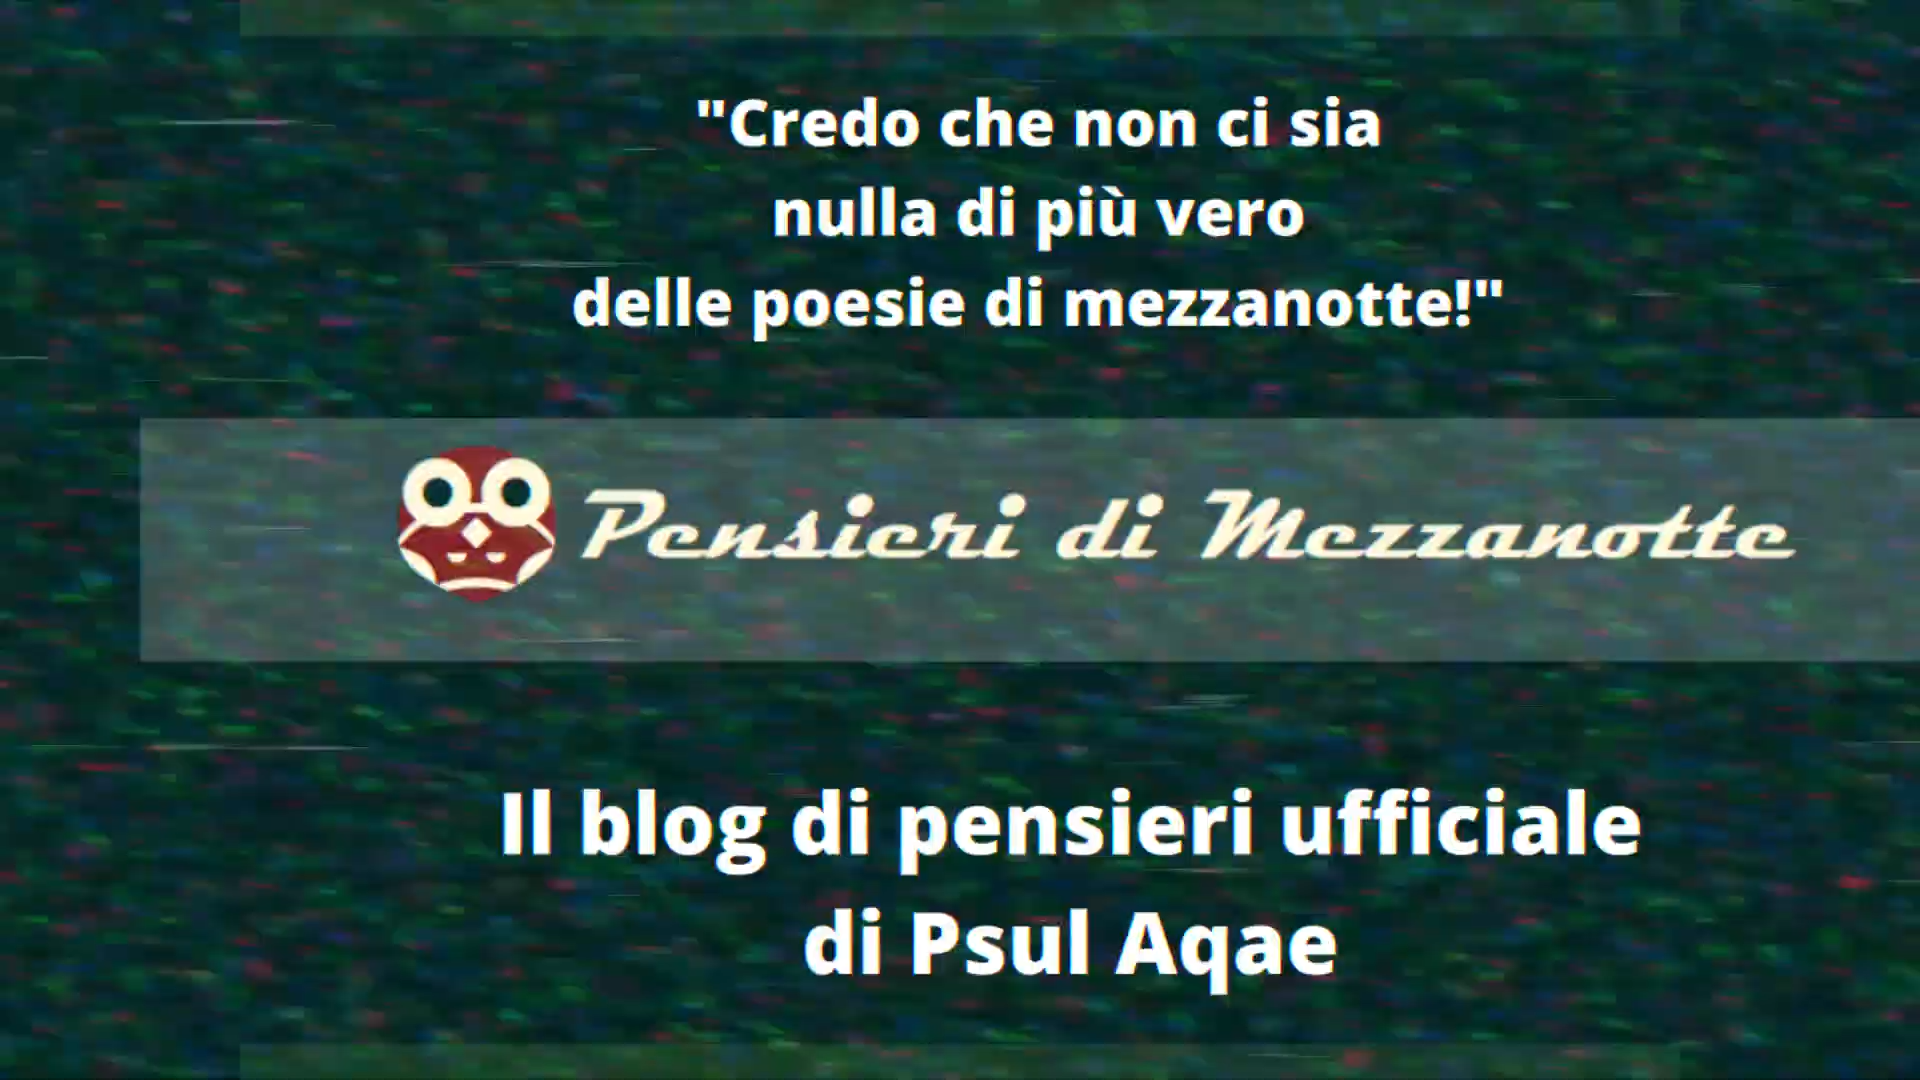 "Credo che non ci sia
nulla di più vero
delle poesie di mezzanotte!"
Pensieri di Mezzanotte
Il blog di pensieri ufficiale
di Psul Aqae